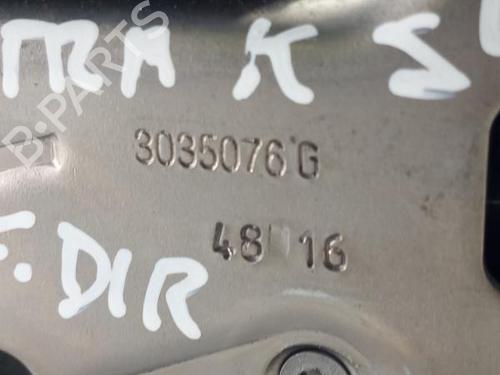 TRA K S
B-PARTS
3035076 G
48 16
F. DIR